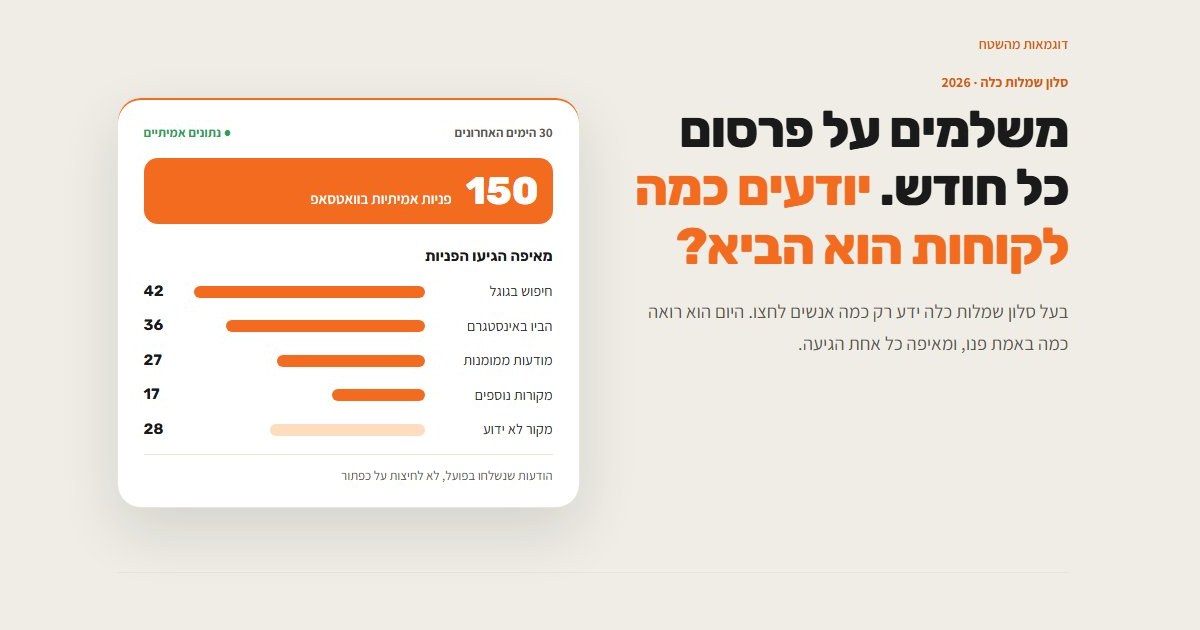 דוגמאות מהשטח
סלון שמלות כלה · 2026
משלמים על פרסום
כל חודש. יודעים כמה
לקוחות הוא הביא?
בעל סלון שמלות כלה ידע רק כמה אנשים לחצו. היום הוא רואה
כמה באמת פנו, ומאיפה כל אחת הגיעה.
30 הימים האחרונים
● נתונים אמיתיים
150 פניות אמיתיות בוואטסאפ
מאיפה הגיעו הפניות
חיפוש בגוגל 42
הביו באינסטגרם 36
מודעות ממומנות 27
מקורות נוספים 17
מקור לא ידוע 28
הודעות שנשלחו בפועל, לא לחיצות על כפתור